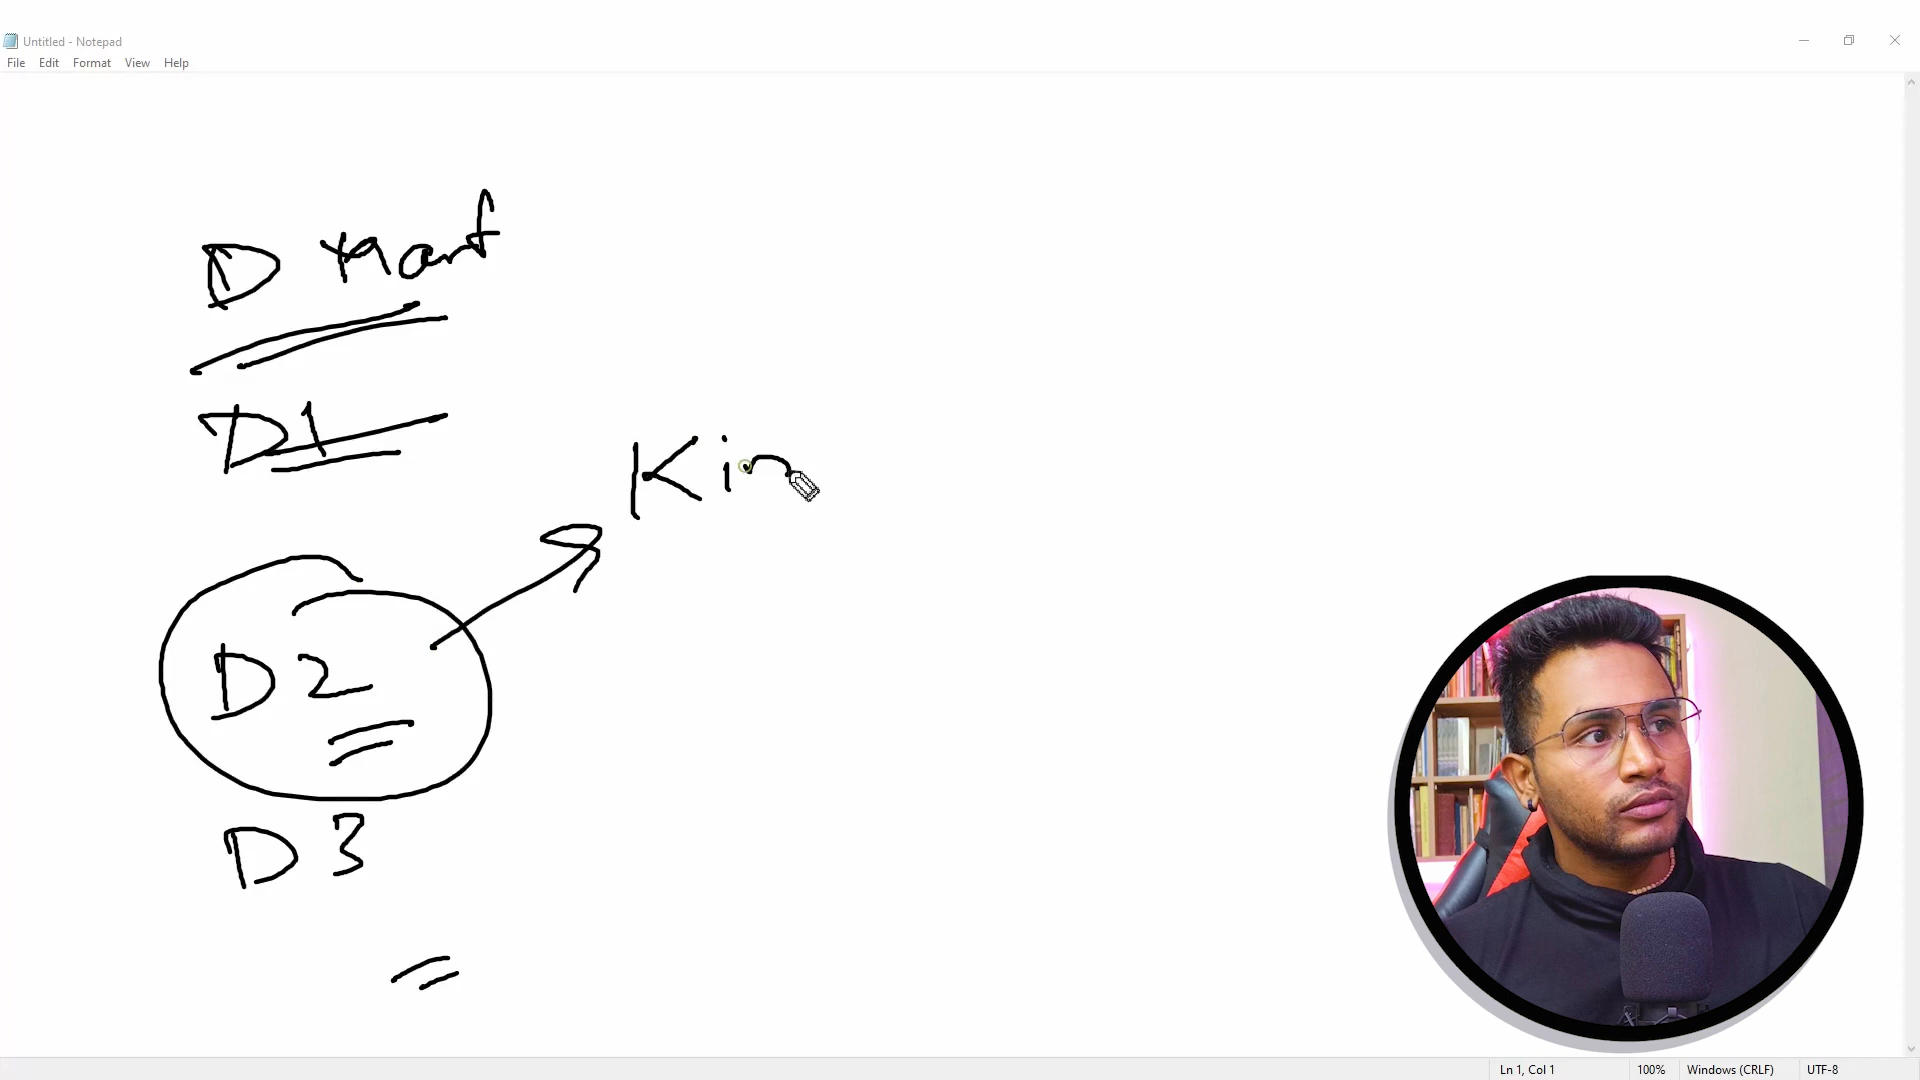 Untitled - Notepad
File Edit Format View Help
D
D1
Kin
D2
D3
Ln 1, Col 1 100% Windows (CRLF) UTF-8